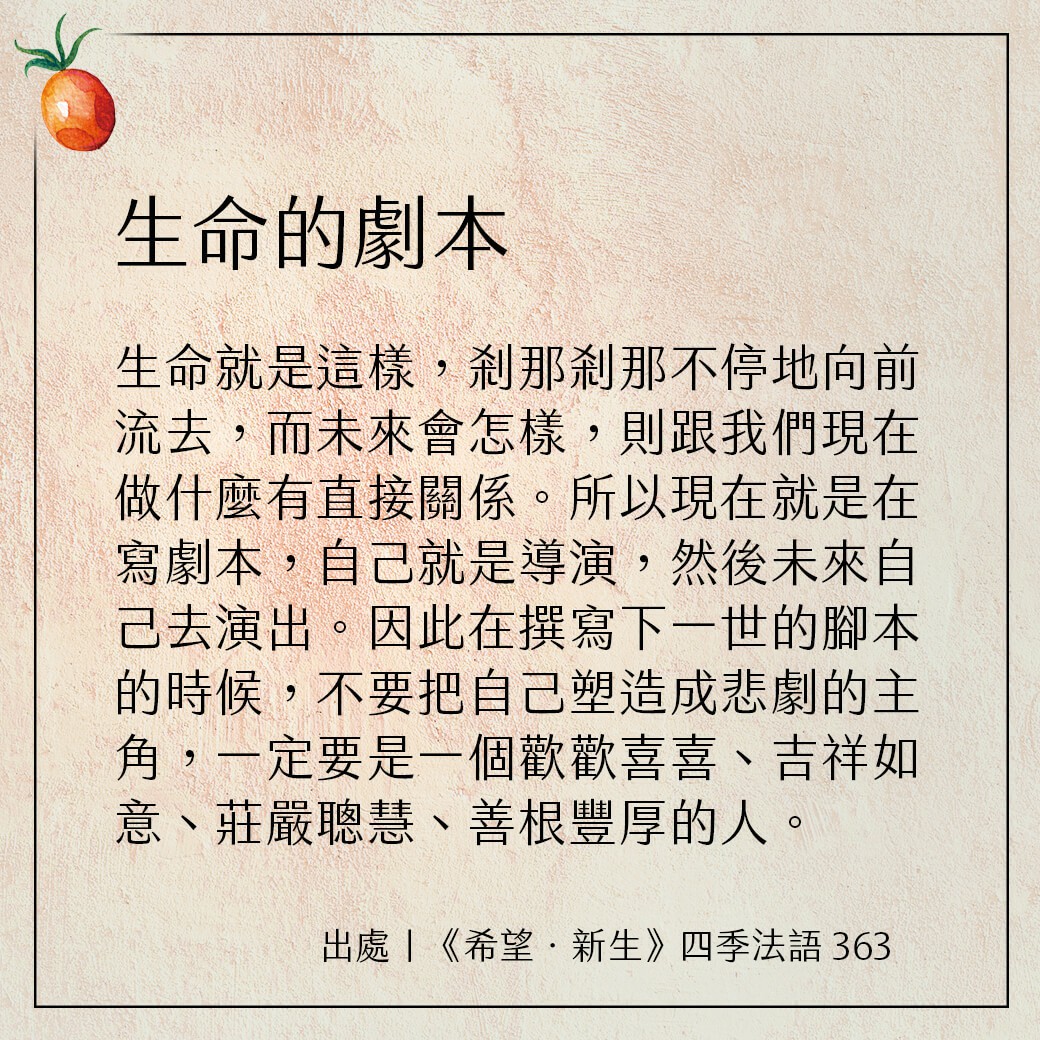 生命的劇本
生命就是這樣，剎那剎那不停地向前
流去，而未來會怎樣，則跟我們現在
做什麼有直接關係。所以現在就是在
寫劇本，自己就是導演，然後未來自
己去演出。因此在撰寫下一世的腳本
的時候，不要把自己塑造成悲劇的主
角，一定要是一個歡歡喜喜、吉祥如
意、莊嚴聰慧、善根豐厚的人。
出處｜《希望．新生》四季法語 363